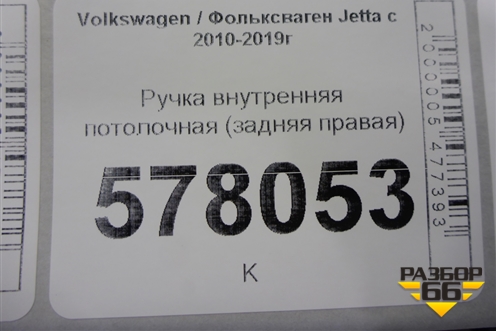 Volkswagen / Фольксваген Jetta с
2010-2019г
Ручка внутренняя
потолочная (задняя правая)
578053
К
2000005477393
РАЗБОР
66